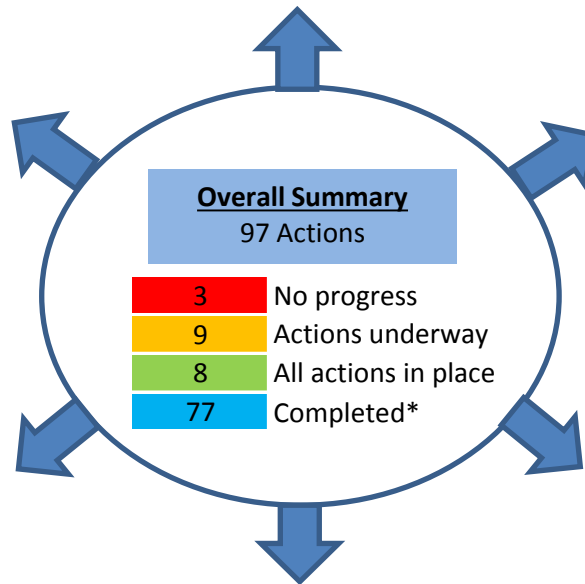 Overall Summary
97 Actions
3 No progress
9 Actions underway
8 All actions in place
77 Completed*